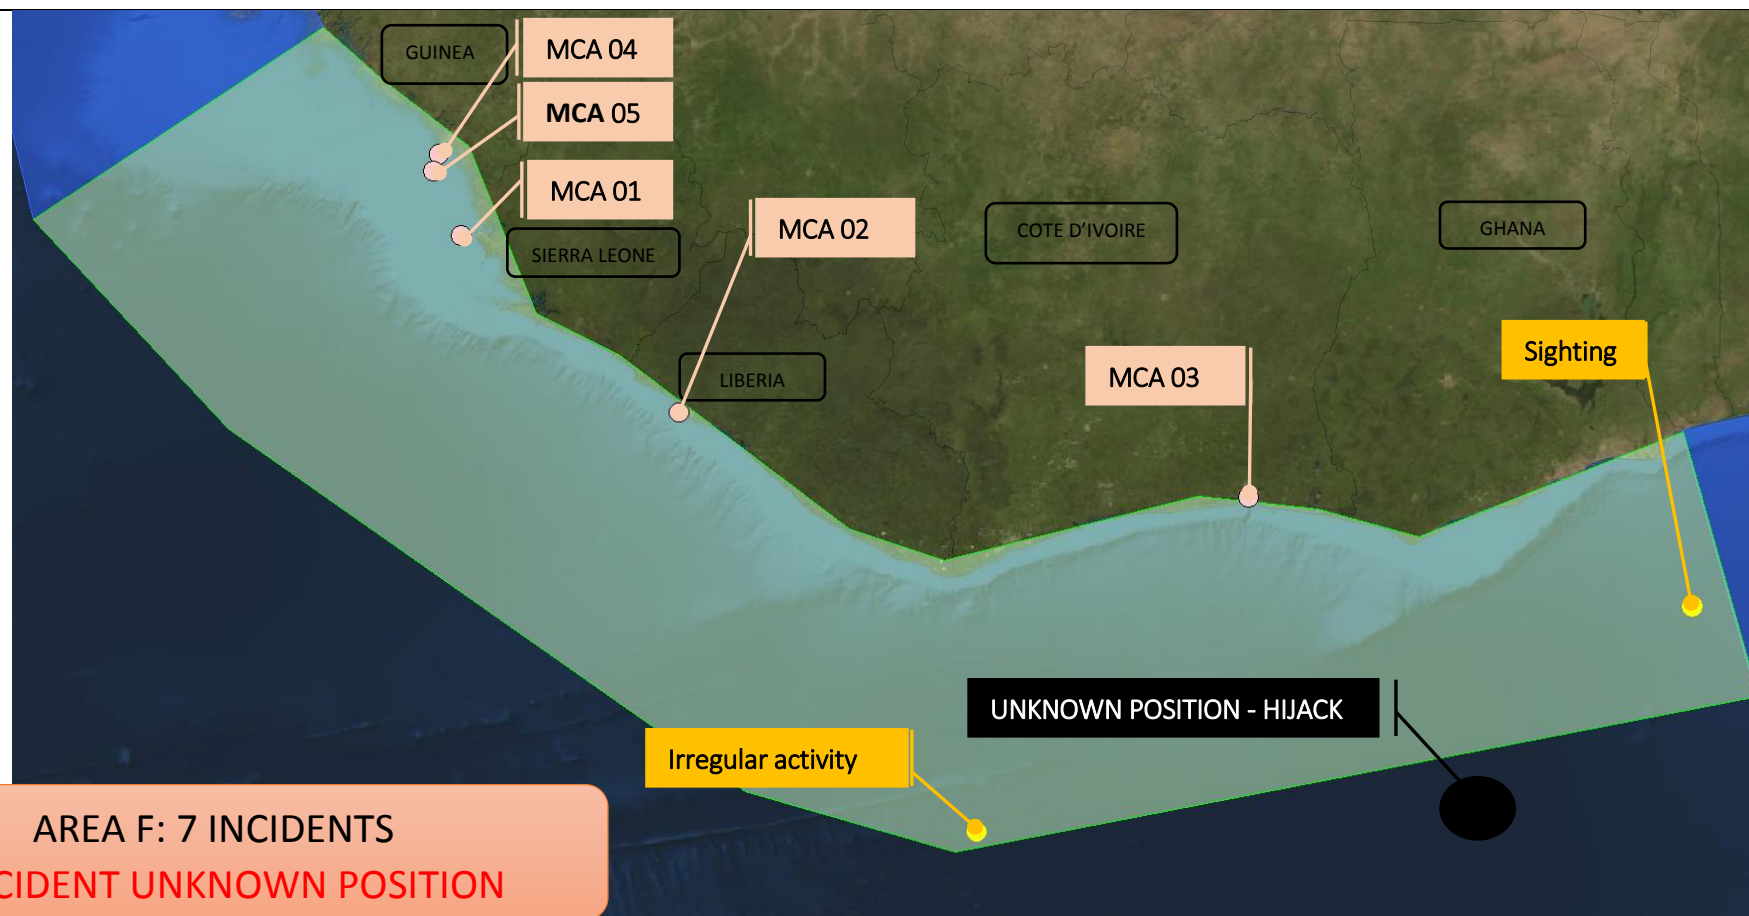 GUINEA
MCA 04
MCA 05
MCA 01
SIERRA LEONE
MCA 02
COTE D'IVOIRE
GHANA
LIBERIA
MCA 03
Sighting
UNKNOWN POSITION - HIJACK
Irregular activity
AREA F: 7 INCIDENTS
CIDENT UNKNOWN POSITION